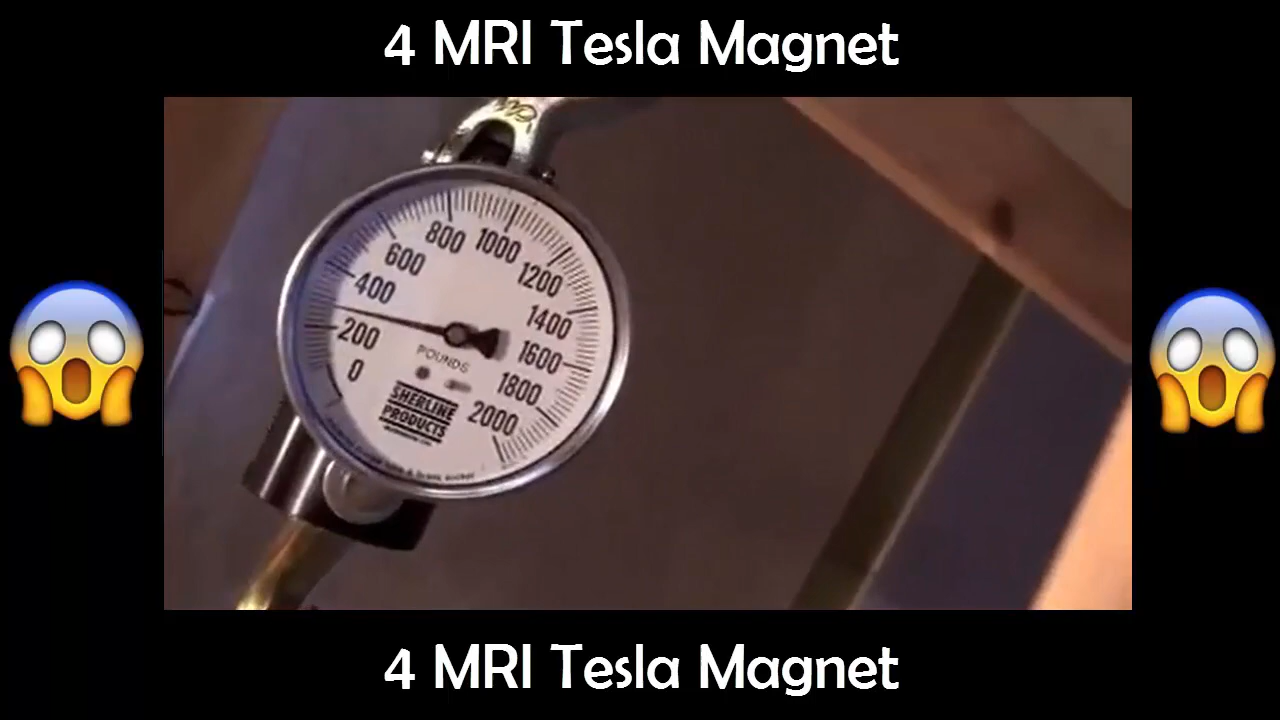 4 MRI Tesla Magnet
800
1000
600
1200
400
1400
200
1600
POUNDS
0
1800
SHERLINE
PRODUCTS
2000
4 MRI Tesla Magnet